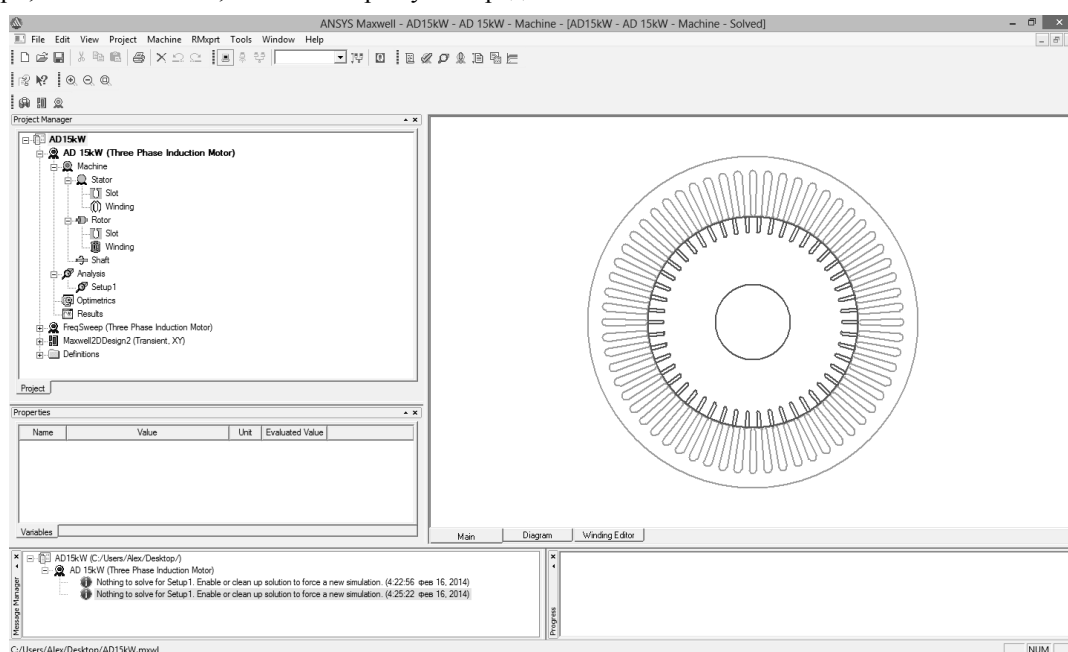 ANSYS Maxwell - AD15kW - AD 15kW - Machine - [AD15kW - AD 15kW - Machine - Solved]
File Edit View Project Machine RMxprt Tools Window Help
Project Manager
AD15kW
AD 15kW (Three Phase Induction Motor)
Machine
Stator
Slot
Winding
Rotor
Slot
Winding
Shaft
Analysis
Setup1
Optimetrics
Results
FreqSweep (Three Phase Induction Motor)
Maxwell2DDesign2 (Transient, XY)
Definitions
Project
Properties
Name Value Unit Evaluated Value
Variables
Main Diagram Winding Editor
AD15kW (C:/Users/Alex/Desktop/)
AD 15kW (Three Phase Induction Motor)
Nothing to solve for Setup1. Enable or clean up solution to force a new simulation. (4:22:56 фев 16, 2014)
Nothing to solve for Setup1. Enable or clean up solution to force a new simulation. (4:25:22 фев 16, 2014)
Message Manager
Progress
C:/Users/Alex/Desktop/AD15kW.mxwl
NUM